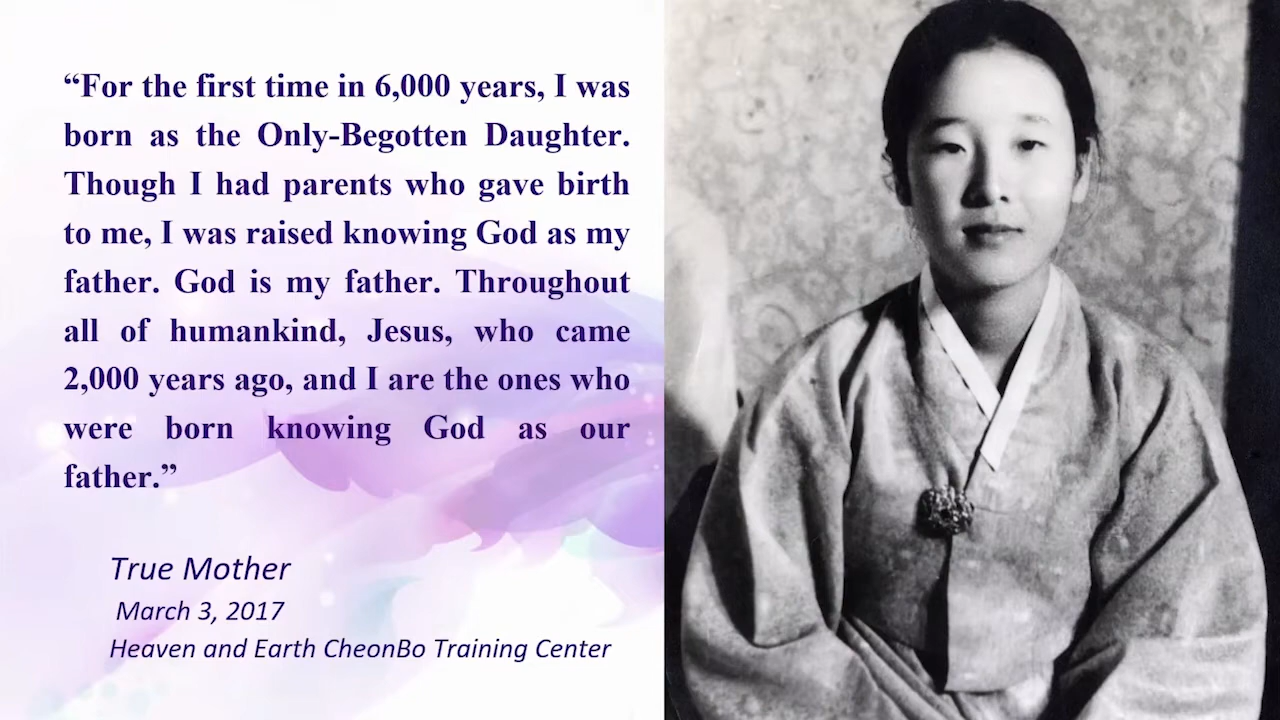 “For the first time in 6,000 years, I was
born as the Only-Begotten Daughter.
Though I had parents who gave birth
to me, I was raised knowing God as my
father. God is my father. Throughout
all of humankind, Jesus, who came
2,000 years ago, and I are the ones who
were born knowing God as our
father.”
True Mother
March 3, 2017
Heaven and Earth CheonBo Training Center